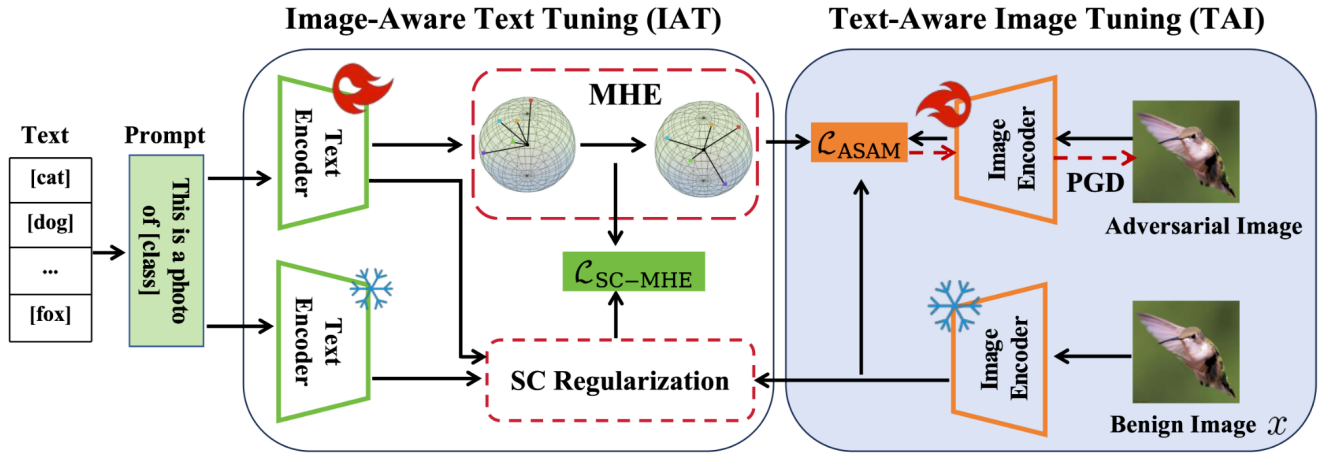 Image-Aware Text Tuning (IAT)
Text-Aware Image Tuning (TAI)
Text
[cat]
[dog]
...
[fox]
Prompt
This is a photo
of [class]
Text
Encoder
Text
Encoder
MHE
ℒSC−MHE
SC Regularization
ℒASAM
Image
Encoder
PGD
Adversarial Image
Image
Encoder
Benign Image x